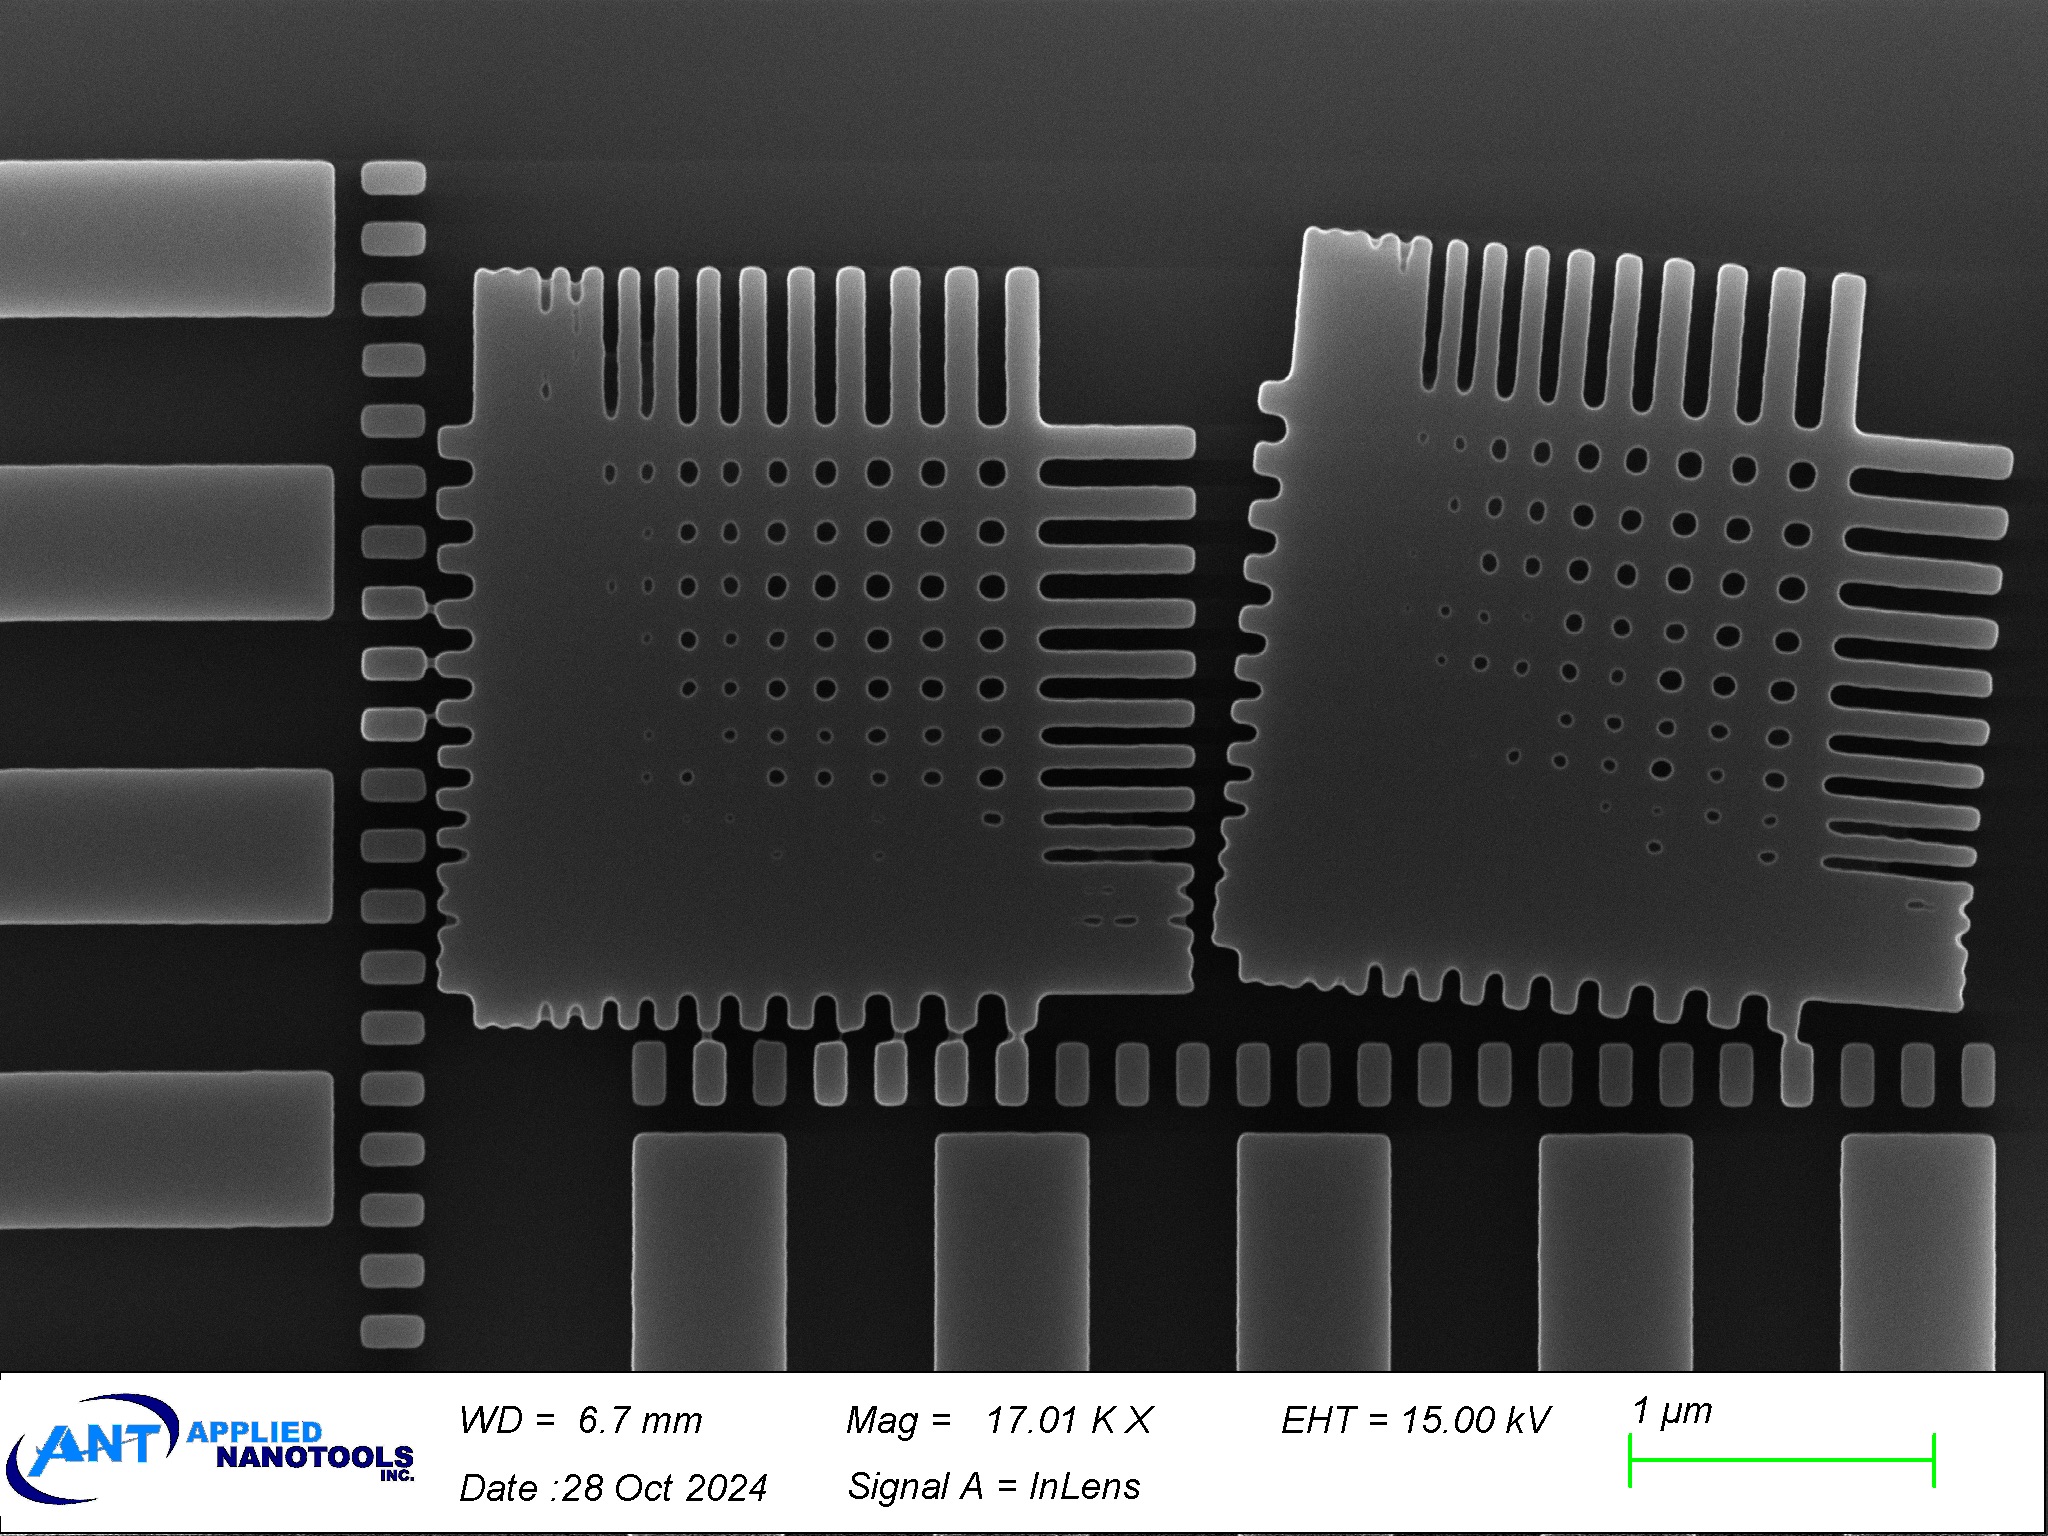 ANT APPLIED
NANOTOOLS
INC.
WD = 6.7 mm Mag = 17.01 K X EHT = 15.00 kV 1 µm
Date :28 Oct 2024 Signal A = InLens